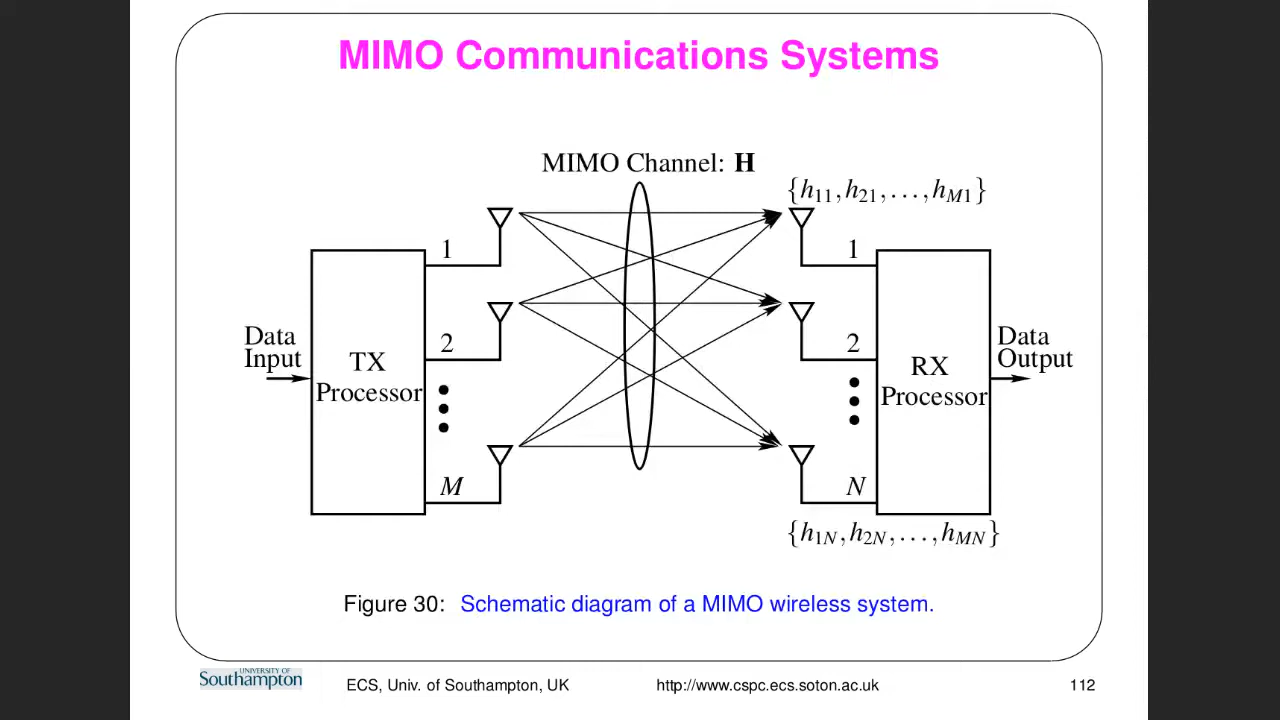 MIMO Communications Systems
MIMO Channel: H
{h11, h21, . . . , hM1}
1
1
2
2
Data
Input
TX
Processor
RX
Processor
Data
Output
M
N
{h1N, h2N, . . . , hMN}
Figure 30: Schematic diagram of a MIMO wireless system.
UNIVERSITY OF
Southampton
ECS, Univ. of Southampton, UK http://www.cspc.ecs.soton.ac.uk 112